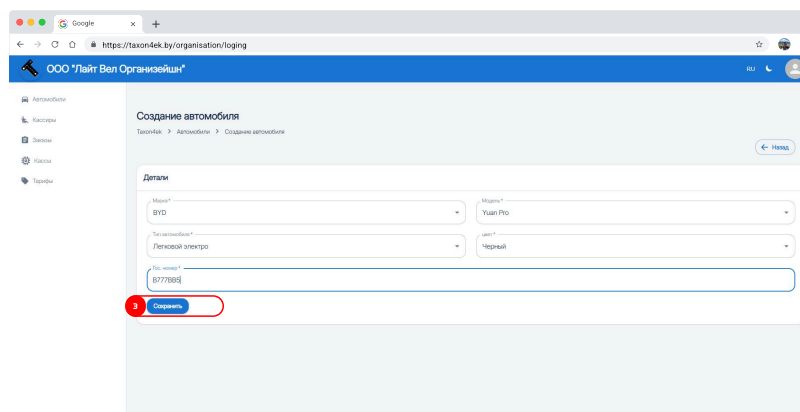 Google
https://taxon4ek.by/organisation/loging
ООО "Лайт Вел Организейшн"
RU
Автомобили
Кассиры
Заказы
Кассы
Тарифы
Создание автомобиля
Taxon4ek > Автомобили > Создание автомобиля
Назад
Детали
Марка*
BYD
Модель*
Yuan Pro
Тип автомобиля*
Легковой электро
цвет*
Черный
Гос. номер*
B777BB5
3
Сохранить